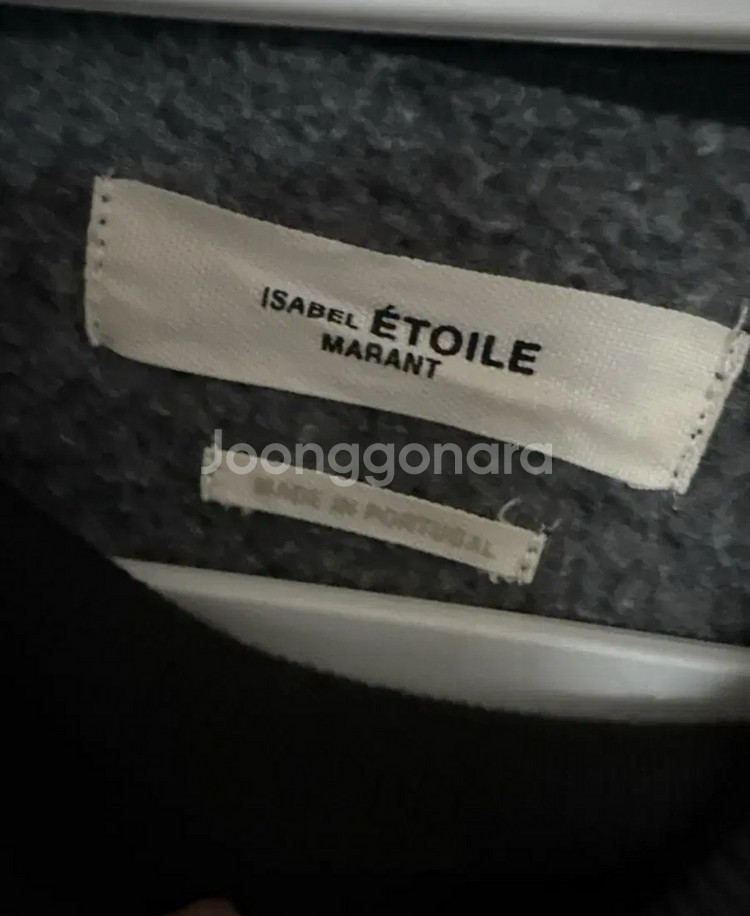 ISABEL ÉTOILE
MARANT
Joonggonara
MADE IN PORTUGAL